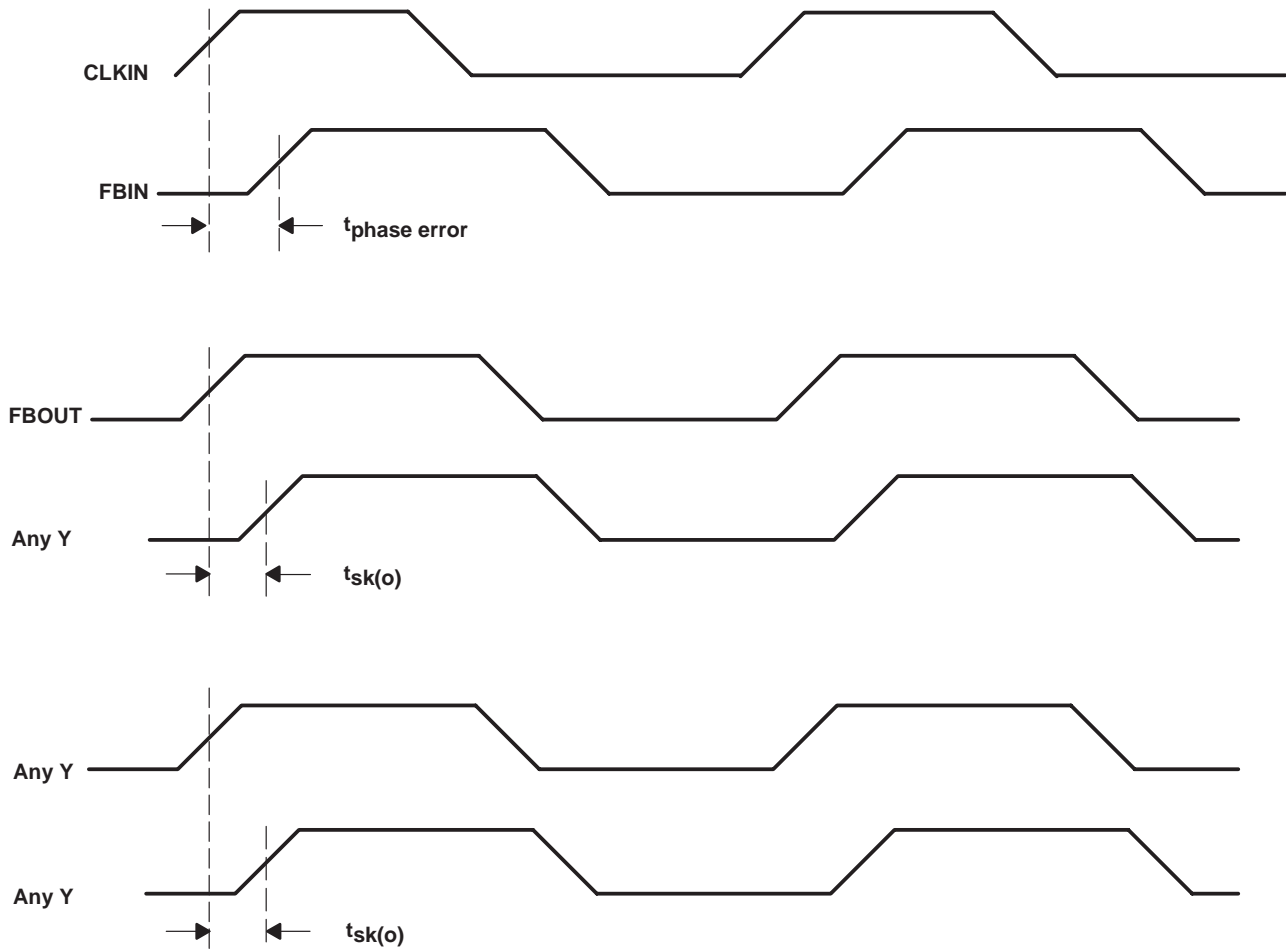 CLKIN
FBIN
tphase error
FBOUT
Any Y
tsk(o)
Any Y
Any Y
tsk(o)